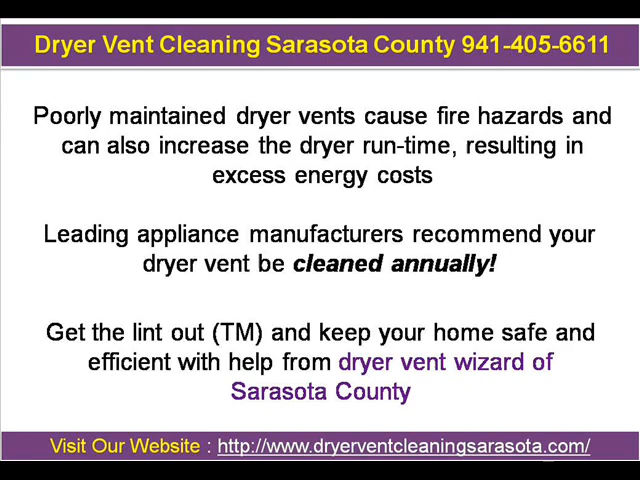 Dryer Vent Cleaning Sarasota County 941-405-6611
Poorly maintained dryer vents cause fire hazards and
can also increase the dryer run-time, resulting in
excess energy costs
Leading appliance manufacturers recommend your
dryer vent be cleaned annually!
Get the lint out (TM) and keep your home safe and
efficient with help from dryer vent wizard of
Sarasota County
Visit Our Website : http://www.dryerventcleaningsarasota.com/